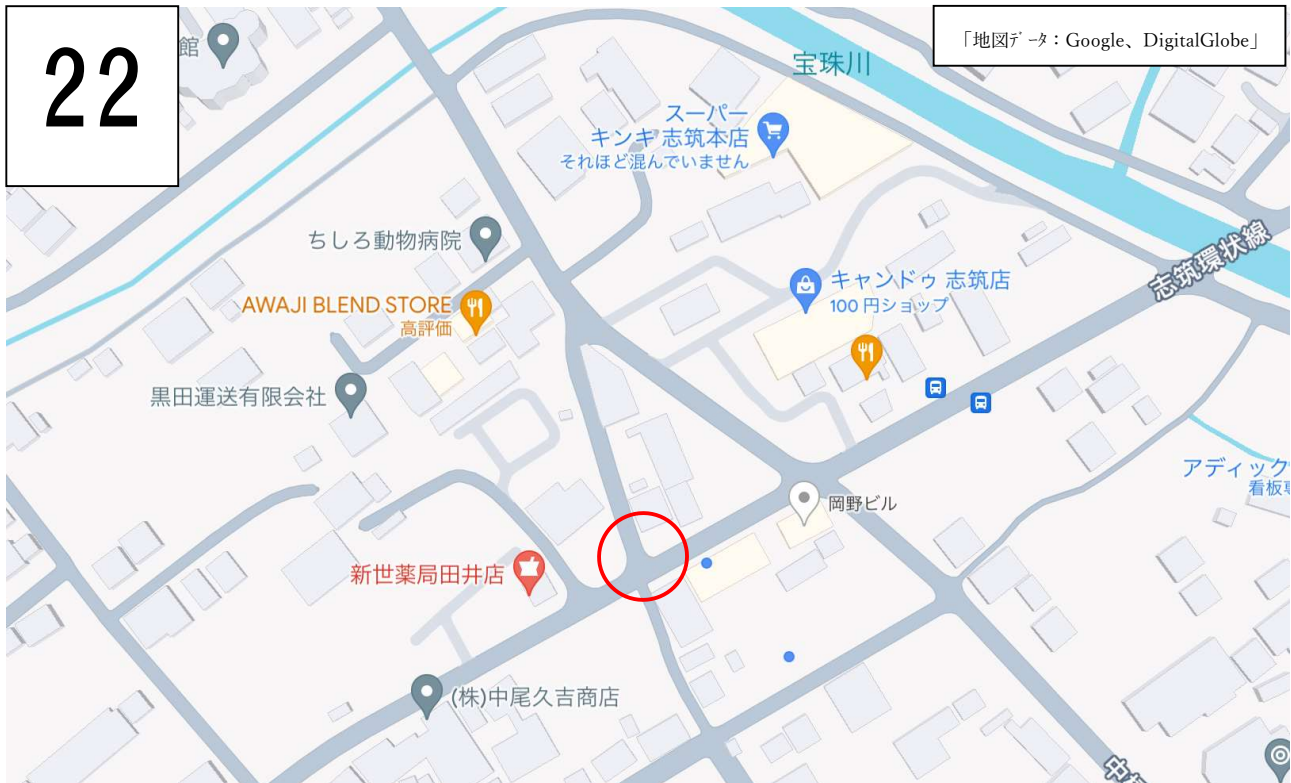 22
館
「地図ﾃﾞｰﾀ：Google、DigitalGlobe」
宝珠川
スーパー
キンキ 志筑本店
それほど混んでいません
ちしろ動物病院
志筑環状線
キャンドゥ 志筑店
100 円ショップ
AWAJI BLEND STORE
高評価
黒田運送有限会社
アディック
看板専
岡野ビル
新世薬局田井店
(株)中尾久吉商店